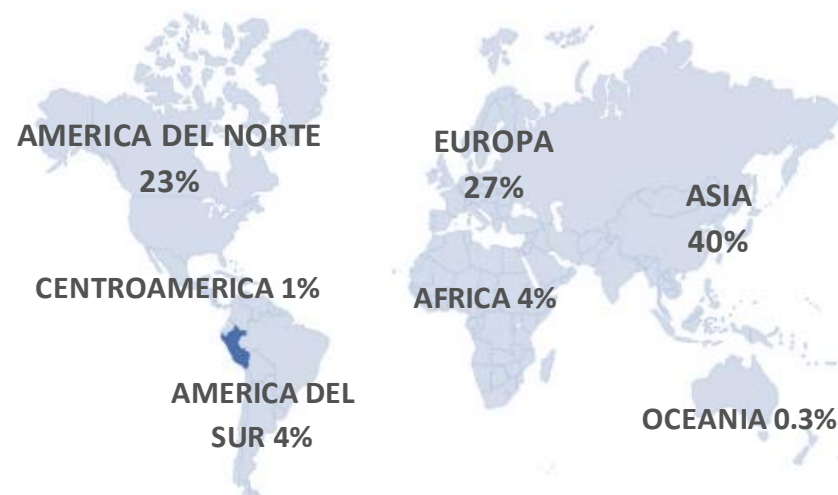 AMERICA DEL NORTE
23%
EUROPA
27%
ASIA
40%
CENTROAMERICA 1%
AFRICA 4%
AMERICA DEL
SUR 4%
OCEANIA 0.3%